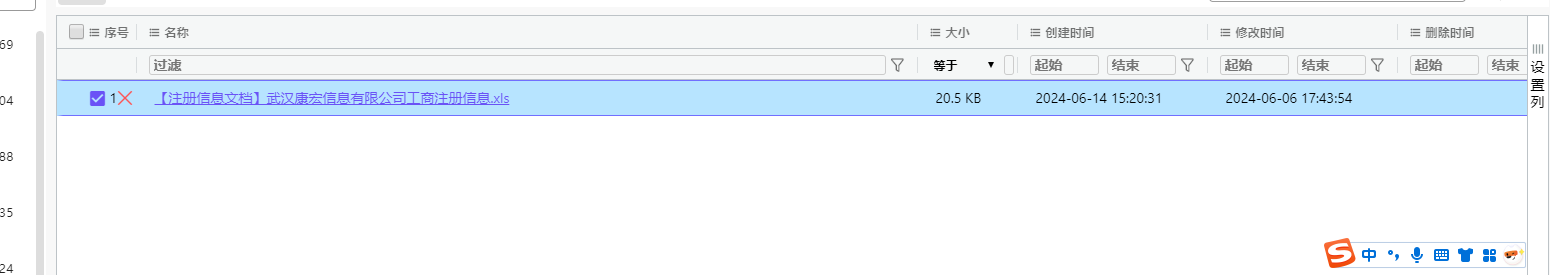 69
04
88
35
24
序号 名称 大小 创建时间 修改时间 删除时间
过滤 等于 起始 结束 起始 结束 起始 结束
1 【注册信息文档】武汉康宏信息有限公司工商注册信息.xls 20.5 KB 2024-06-14 15:20:31 2024-06-06 17:43:54
设置列
中